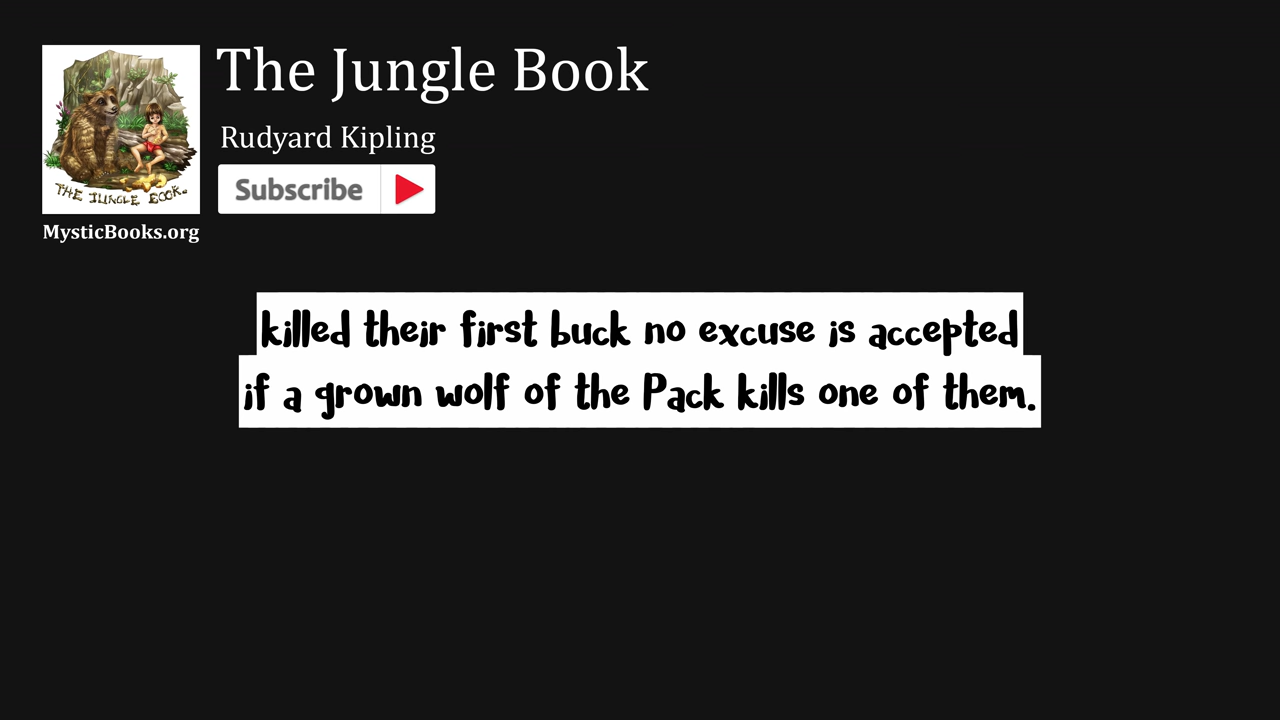 The Jungle Book
Rudyard Kipling
Subscribe
THE JUNGLE BOOK.
MysticBooks.org
killed their first buck no excuse is accepted
if a grown wolf of the Pack kills one of them.